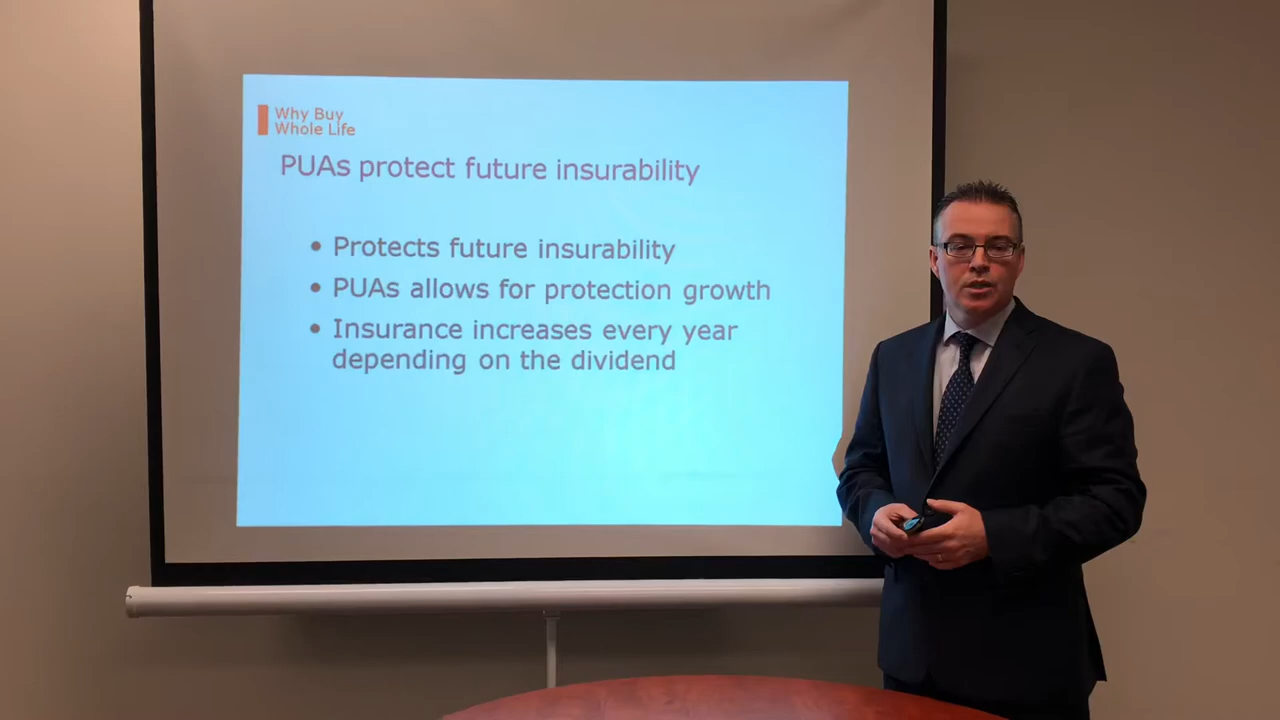 Why Buy
Whole Life
PUAs protect future insurability
• Protects future insurability
• PUAs allows for protection growth
• Insurance increases every year
depending on the dividend